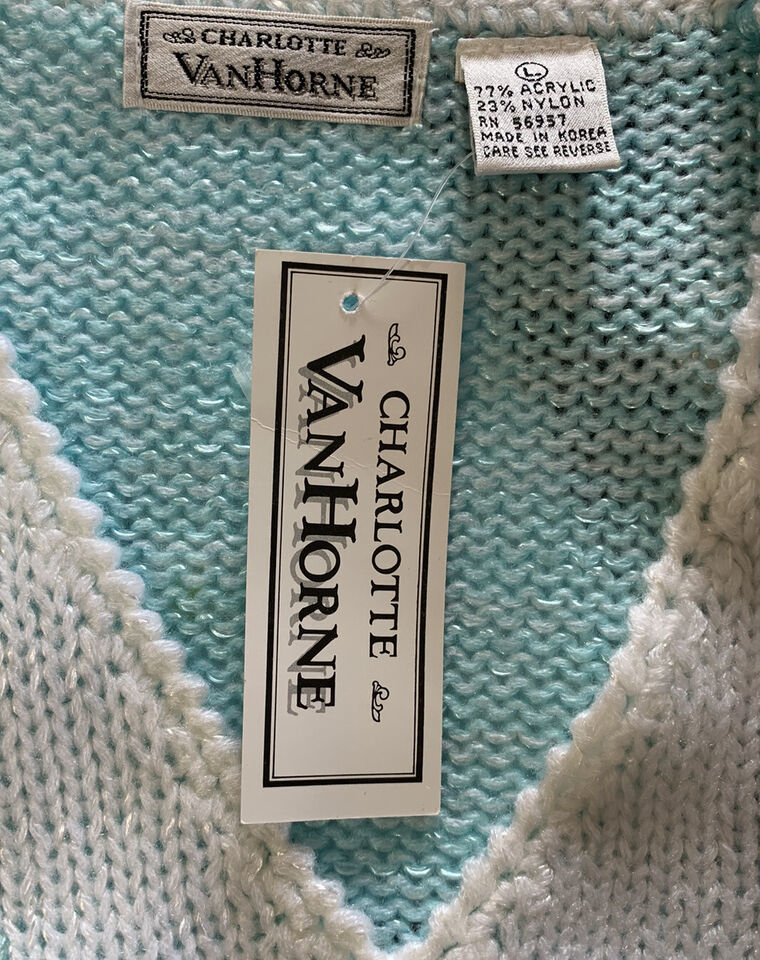 CHARLOTTE
VANHORNE
L
77% ACRYLIC
23% NYLON
RN 56957
MADE IN KOREA
CARE SEE REVERSE
CHARLOTTE
VANHORNE